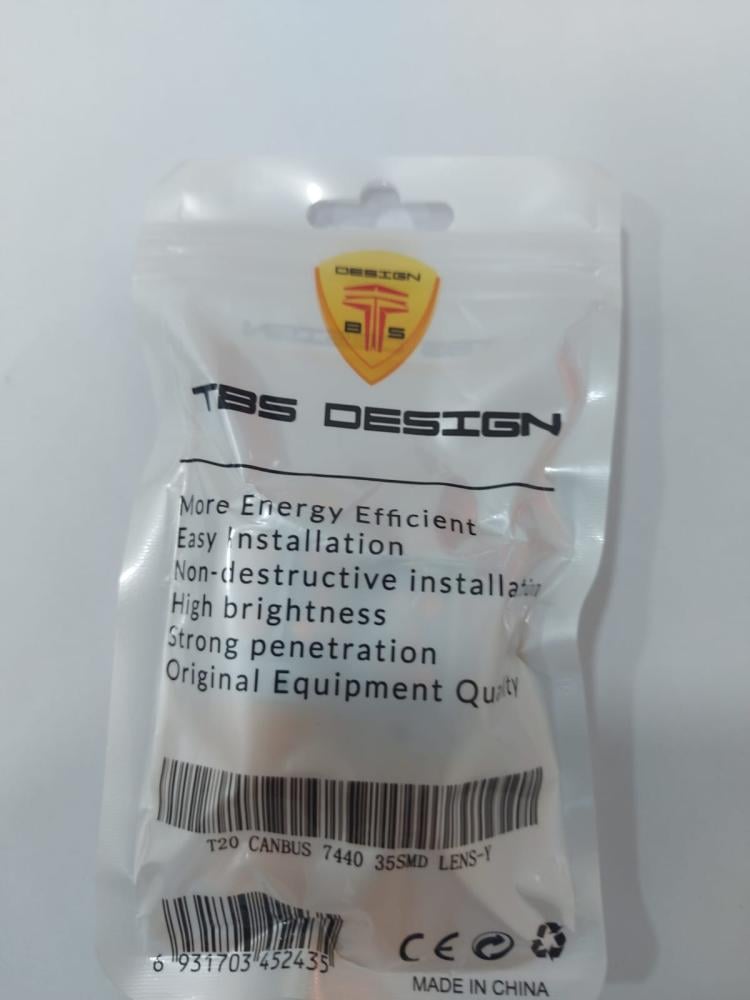 DESIGN
B S
TBS DESIGN
More Energy Efficient
Easy Installation
Non-destructive installation
High brightness
Strong penetration
Original Equipment Quality
T20 CANBUS 7440 35SMD LENS-Y
6 931703 452435
CE
MADE IN CHINA